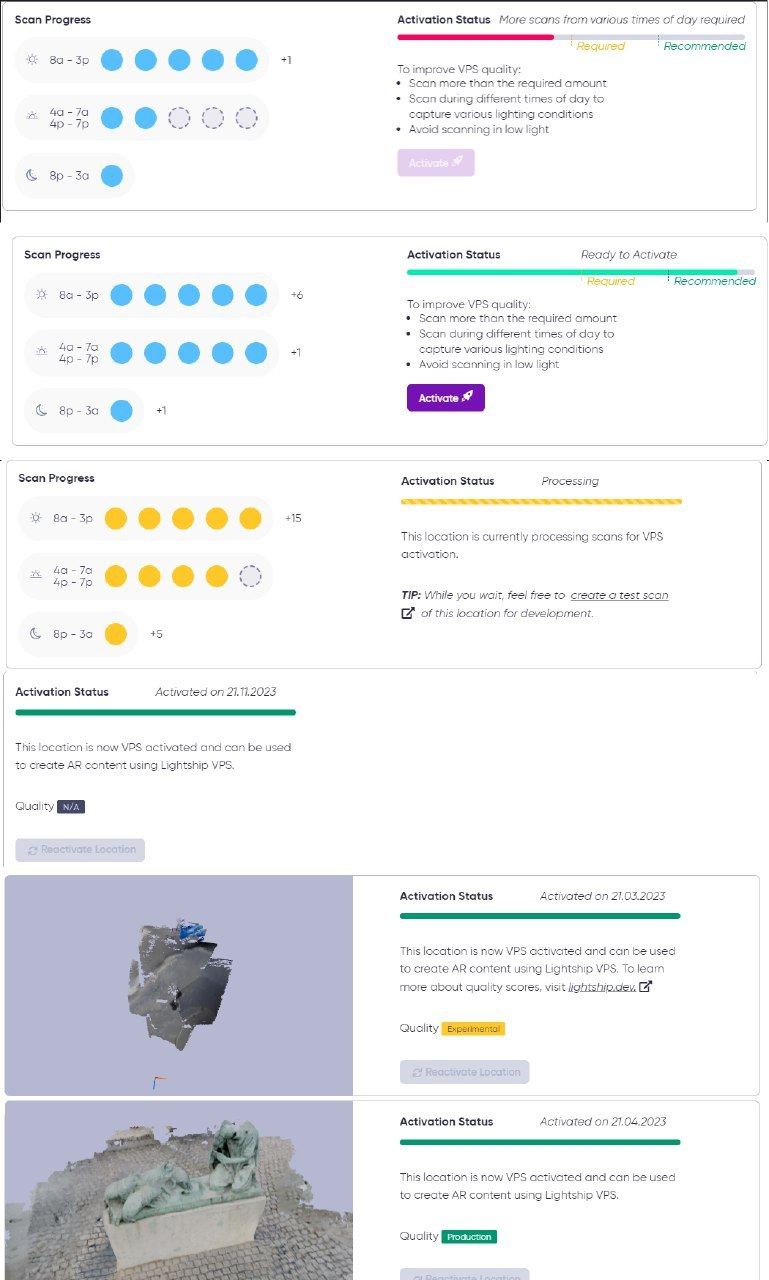 Scan Progress
8a - 3p
+1
4a - 7a
4p - 7p
8p - 3a
Activation Status More scans from various times of day required
Required
Recommended
To improve VPS quality:
• Scan more than the required amount
• Scan during different times of day to
capture various lighting conditions
• Avoid scanning in low light
Activate
Scan Progress
8a - 3p
+6
4a - 7a
4p - 7p
+1
8p - 3a
+1
Activation Status Ready to Activate
Required
Recommended
To improve VPS quality:
• Scan more than the required amount
• Scan during different times of day to
capture various lighting conditions
• Avoid scanning in low light
Activate
Scan Progress
8a - 3p
+15
4a - 7a
4p - 7p
8p - 3a
+5
Activation Status Processing
This location is currently processing scans for VPS
activation.
TIP: While you wait, feel free to create a test scan
of this location for development.
Activation Status Activated on 21.11.2023
This location is now VPS activated and can be used
to create AR content using Lightship VPS.
Quality N/A
Reactivate Location
Activation Status Activated on 21.03.2023
This location is now VPS activated and can be used
to create AR content using Lightship VPS. To learn
more about quality scores, visit lightship.dev.
Quality Experimental
Reactivate Location
Activation Status Activated on 21.04.2023
This location is now VPS activated and can be used
to create AR content using Lightship VPS.
Quality Production
Reactivate Location